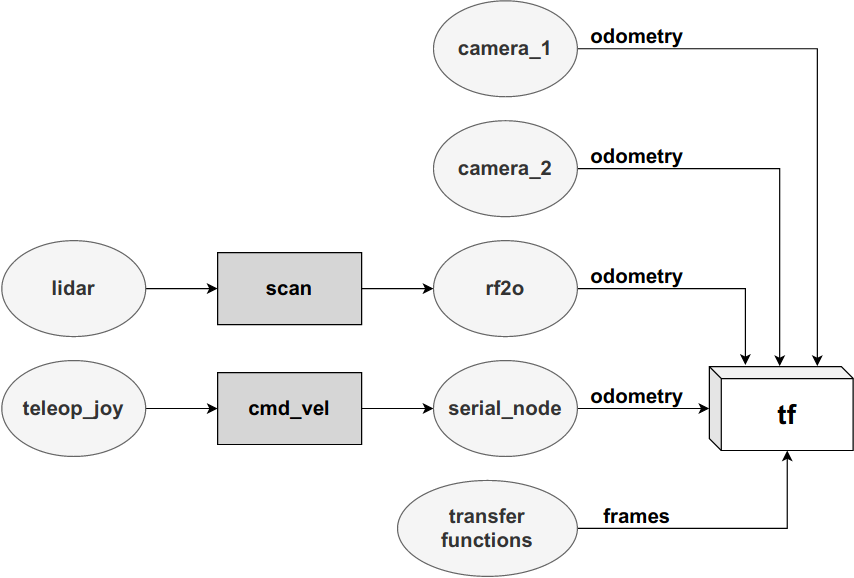 camera_1
odometry
camera_2
odometry
lidar
scan
rf2o
odometry
teleop_joy
cmd_vel
serial_node
odometry
tf
transfer
functions
frames